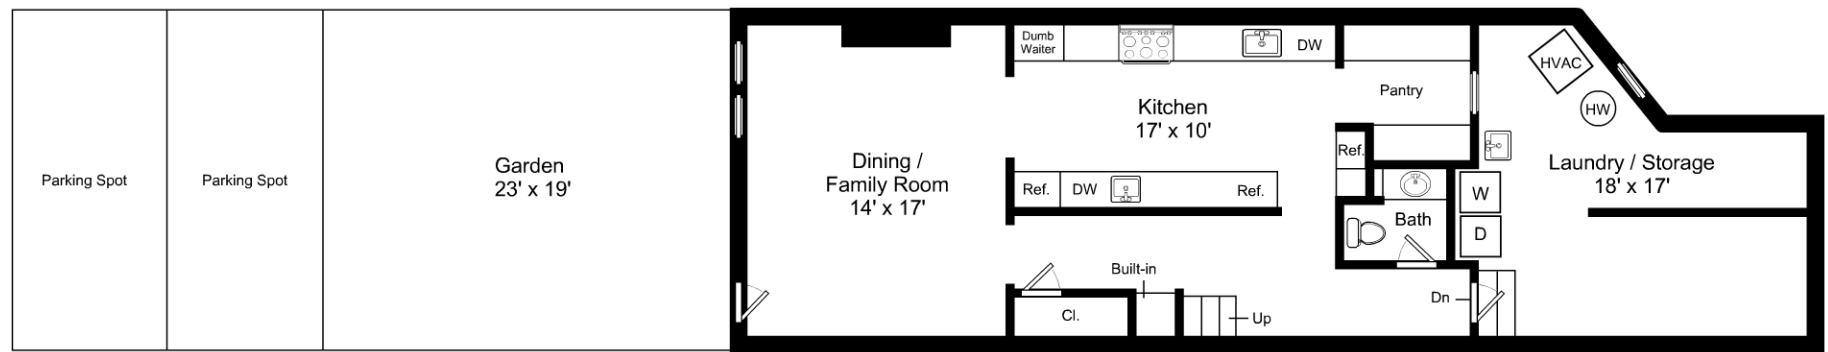 Parking Spot
Parking Spot
Garden
23' x 19'
Dining /
Family Room
14' x 17'
Dumb
Waiter
DW
Kitchen
17' x 10'
Pantry
Ref.
Ref.
DW
Ref.
Bath
Built-in
Cl.
Up
Dn
HVAC
HW
Laundry / Storage
18' x 17'
W
D